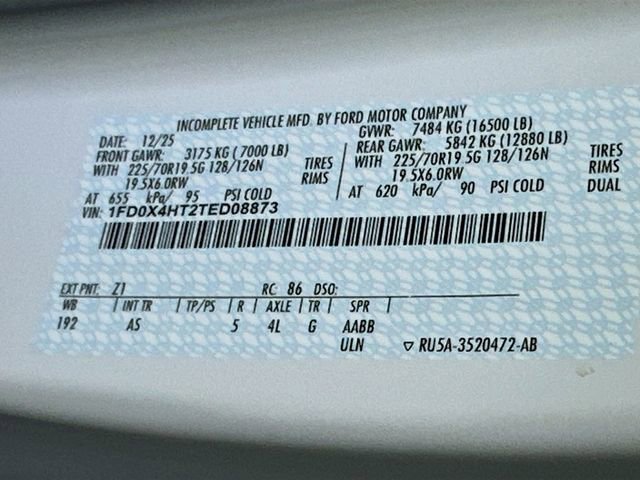 INCOMPLETE VEHICLE MFD. BY FORD MOTOR COMPANY
DATE: 12/25 GVWR: 7484 KG (16500 LB)
FRONT GAWR: 3175 KG (7000 LB) REAR GAWR: 5842 KG (12880 LB)
WITH 225/70R19.5G 128/126N TIRES WITH 225/70R19.5G 128/126N TIRES
19.5X6.0RW RIMS 19.5X6.0RW RIMS
AT 655 kPa/ 95 PSI COLD AT 620 kPa/ 90 PSI COLD DUAL
VIN: 1FD0X4HT2TED08873
EXT PNT: Z1 RC: 86 DSO:
WB | INT TR | TP/PS | R | AXLE | TR | SPR |
192 AS 5 4L G AABB
ULN ▽ RU5A-3520472-AB